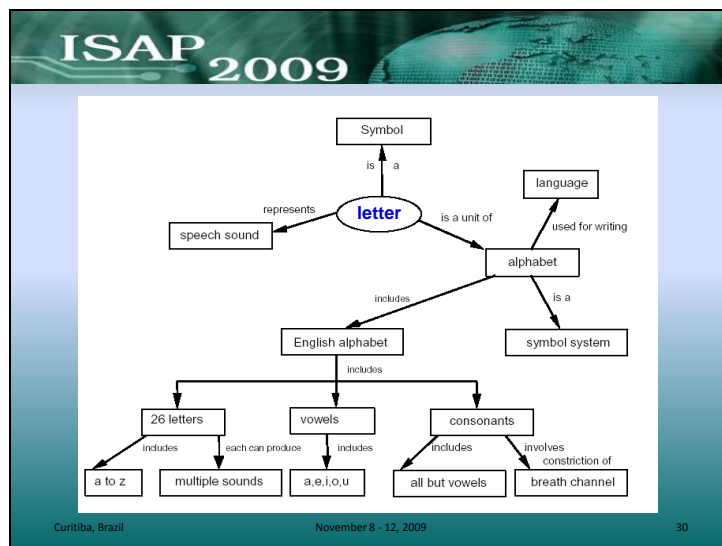 ISAP 2009
Symbol
is a
language
represents
letter
is a unit of
used for writing
speech sound
alphabet
includes
is a
English alphabet
symbol system
includes
26 letters
vowels
consonants
includes
each can produce
includes
includes
involves
constriction of
a to z
multiple sounds
a,e,i,o,u
all but vowels
breath channel
Curitiba, Brazil
November 8 - 12, 2009
30